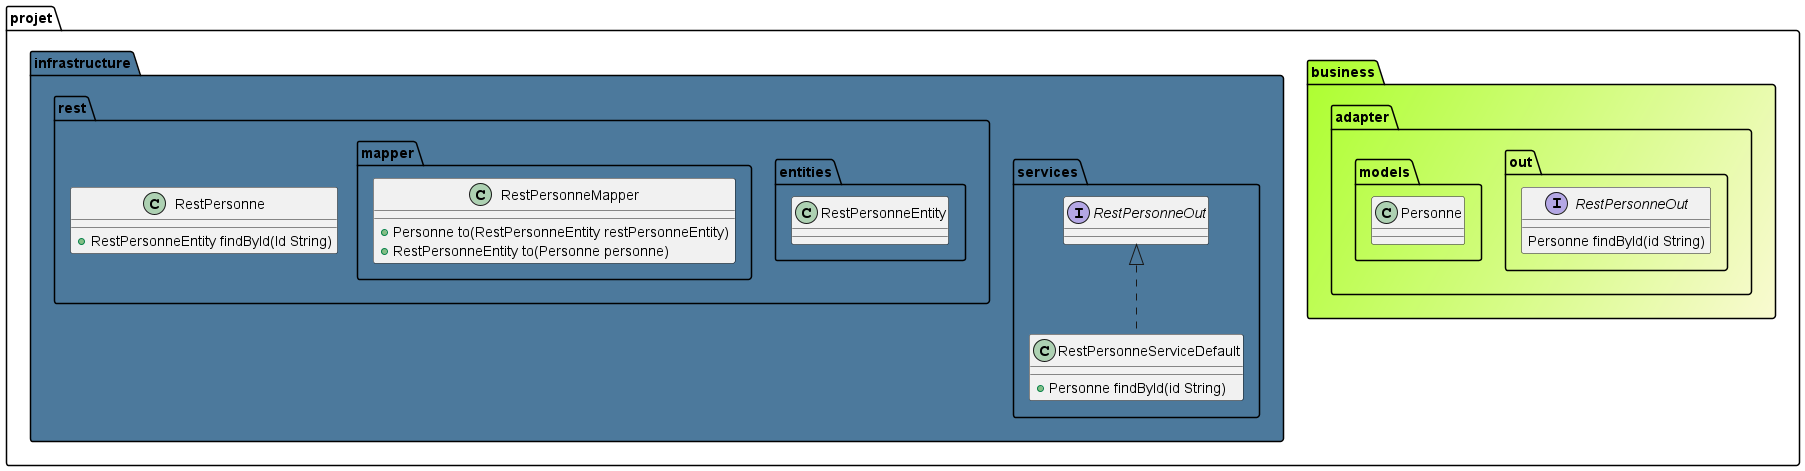 projet
infrastructure
rest
C RestPersonne
RestPersonneEntity findById(Id String)
mapper
C RestPersonneMapper
Personne to(RestPersonneEntity restPersonneEntity)
RestPersonneEntity to(Personne personne)
entities
C RestPersonneEntity
services
I RestPersonneOut
C RestPersonneServiceDefault
Personne findById(id String)
business
adapter
models
C Personne
out
I RestPersonneOut
Personne findById(id String)